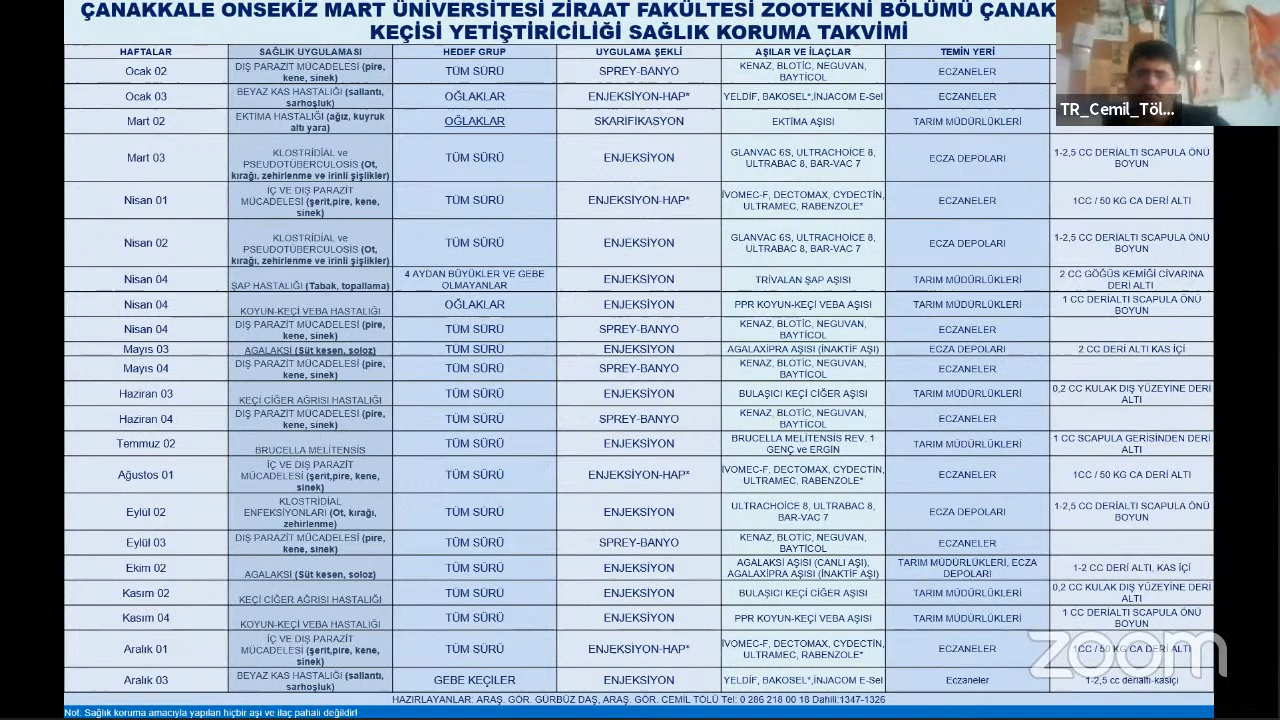 ÇANAKKALE ONSEKİZ MART ÜNİVERSİTESİ ZİRAAT FAKÜLTESİ ZOOTEKNİ BÖLÜMÜ ÇANAK
KEÇİSİ YETİŞTİRİCİLİĞİ SAĞLIK KORUMA TAKVİMİ
TR_Cemil_Töl...
HAFTALAR SAĞLIK UYGULAMASI HEDEF GRUP UYGULAMA ŞEKLİ AŞILAR VE İLAÇLAR TEMİN YERİ
Ocak 02 DIŞ PARAZİT MÜCADELESİ (pire, kene, sinek) TÜM SÜRÜ SPREY-BANYO KENAZ, BLOTİC, NEGUVAN, BAYTİCOL ECZANELER
Ocak 03 BEYAZ KAS HASTALIĞI (sallantı, sarhoşluk) OĞLAKLAR ENJEKSİYON-HAP* YELDİF, BAKOSEL*,İNJACOM E-Sel ECZANELER
Mart 02 EKTİMA HASTALIĞI (ağız, kuyruk altı yara) OĞLAKLAR SKARİFİKASYON EKTİMA AŞISI TARIM MÜDÜRLÜKLERİ
Mart 03 KLOSTRİDİAL ve PSEUDOTÜBERCULOSIS (Ot, kırağı, zehirlenme ve irinli şişlikler) TÜM SÜRÜ ENJEKSİYON GLANVAC 6S, ULTRACHOİCE 8, ULTRABAC 8, BAR-VAC 7 ECZA DEPOLARI 1-2,5 CC DERİALTI SCAPULA ÖNÜ BOYUN
Nisan 01 İÇ VE DIŞ PARAZİT MÜCADELESİ (şerit,pire, kene, sinek) TÜM SÜRÜ ENJEKSİYON-HAP* İVOMEC-F, DECTOMAX, CYDECTİN, ULTRAMEC, RABENZOLE* ECZANELER 1CC / 50 KG CA DERİ ALTI
Nisan 02 KLOSTRİDİAL ve PSEUDOTÜBERCULOSIS (Ot, kırağı, zehirlenme ve irinli şişlikler) TÜM SÜRÜ ENJEKSİYON GLANVAC 6S, ULTRACHOİCE 8, ULTRABAC 8, BAR-VAC 7 ECZA DEPOLARI 1-2,5 CC DERİALTI SCAPULA ÖNÜ BOYUN
Nisan 04 ŞAP HASTALIĞI (Tabak, topallama) 4 AYDAN BÜYÜKLER VE GEBE OLMAYANLAR ENJEKSİYON TRİVALAN ŞAP AŞISI TARIM MÜDÜRLÜKLERİ 2 CC GÖĞÜS KEMİĞİ CİVARINA DERİ ALTI
Nisan 04 KOYUN-KEÇİ VEBA HASTALIĞI OĞLAKLAR ENJEKSİYON PPR KOYUN-KEÇİ VEBA AŞISI TARIM MÜDÜRLÜKLERİ 1 CC DERİALTI SCAPULA ÖNÜ BOYUN
Nisan 04 DIŞ PARAZİT MÜCADELESİ (pire, kene, sinek) TÜM SÜRÜ SPREY-BANYO KENAZ, BLOTİC, NEGUVAN, BAYTİCOL ECZANELER
Mayıs 03 AGALAKSİ (Süt kesen, soloz) TÜM SÜRÜ ENJEKSİYON AGALAXİPRA AŞISI (İNAKTİF AŞI) ECZA DEPOLARI 2 CC DERİ ALTI KAS İÇİ
Mayıs 04 DIŞ PARAZİT MÜCADELESİ (pire, kene, sinek) TÜM SÜRÜ SPREY-BANYO KENAZ, BLOTİC, NEGUVAN, BAYTİCOL ECZANELER
Haziran 03 KEÇİ CİĞER AĞRISI HASTALIĞI TÜM SÜRÜ ENJEKSİYON BULAŞICI KEÇİ CİĞER AŞISI TARIM MÜDÜRLÜKLERİ 0,2 CC KULAK DIŞ YÜZEYİNE DERİ ALTI
Haziran 04 DIŞ PARAZİT MÜCADELESİ (pire, kene, sinek) TÜM SÜRÜ SPREY-BANYO KENAZ, BLOTİC, NEGUVAN, BAYTİCOL ECZANELER
Temmuz 02 BRUCELLA MELİTENSİS TÜM SÜRÜ ENJEKSİYON BRUCELLA MELİTENSİS REV. 1 GENÇ ve ERGİN TARIM MÜDÜRLÜKLERİ 1 CC SCAPULA GERİSİNDEN DERİ ALTI
Ağustos 01 İÇ VE DIŞ PARAZİT MÜCADELESİ (şerit,pire, kene, sinek) TÜM SÜRÜ ENJEKSİYON-HAP* İVOMEC-F, DECTOMAX, CYDECTİN, ULTRAMEC, RABENZOLE* ECZANELER 1CC / 50 KG CA DERİ ALTI
Eylül 02 KLOSTRİDİAL ENFEKSİYONLARI (Ot, kırağı, zehirlenme) TÜM SÜRÜ ENJEKSİYON ULTRACHOİCE 8, ULTRABAC 8, BAR-VAC 7 ECZA DEPOLARI 1-2,5 CC DERİALTI SCAPULA ÖNÜ BOYUN
Eylül 03 DIŞ PARAZİT MÜCADELESİ (pire, kene, sinek) TÜM SÜRÜ SPREY-BANYO KENAZ, BLOTİC, NEGUVAN, BAYTİCOL ECZANELER
Ekim 02 AGALAKSİ (Süt kesen, soloz) TÜM SÜRÜ ENJEKSİYON AGALAKSİ AŞISI (CANLI AŞI), AGALAXİPRA AŞISI (İNAKTİF AŞI) TARIM MÜDÜRLÜKLERİ, ECZA DEPOLARI 1-2 CC DERİ ALTI, KAS İÇİ
Kasım 02 KEÇİ CİĞER AĞRISI HASTALIĞI TÜM SÜRÜ ENJEKSİYON BULAŞICI KEÇİ CİĞER AŞISI TARIM MÜDÜRLÜKLERİ 0,2 CC KULAK DIŞ YÜZEYİNE DERİ ALTI
Kasım 04 KOYUN-KEÇİ VEBA HASTALIĞI TÜM SÜRÜ ENJEKSİYON PPR KOYUN-KEÇİ VEBA AŞISI TARIM MÜDÜRLÜKLERİ 1 CC DERİALTI SCAPULA ÖNÜ BOYUN
Aralık 01 İÇ VE DIŞ PARAZİT MÜCADELESİ (şerit,pire, kene, sinek) TÜM SÜRÜ ENJEKSİYON-HAP* İVOMEC-F, DECTOMAX, CYDECTİN, ULTRAMEC, RABENZOLE* ECZANELER 1CC / 50 KG CA DERİ ALTI
Aralık 03 BEYAZ KAS HASTALIĞI (sallantı, sarhoşluk) GEBE KEÇİLER ENJEKSİYON YELDİF, BAKOSEL*,İNJACOM E-Sel Eczaneler 1-2,5 cc derialtı-kasiçi
zoom
HAZIRLAYANLAR: ARAŞ. GÖR. GÜRBÜZ DAŞ, ARAŞ. GÖR. CEMİL TÖLÜ Tel: 0 286 218 00 18 Dahili:1347-1326
Not: Sağlık koruma amacıyla yapılan hiçbir aşı ve ilaç pahalı değildir!